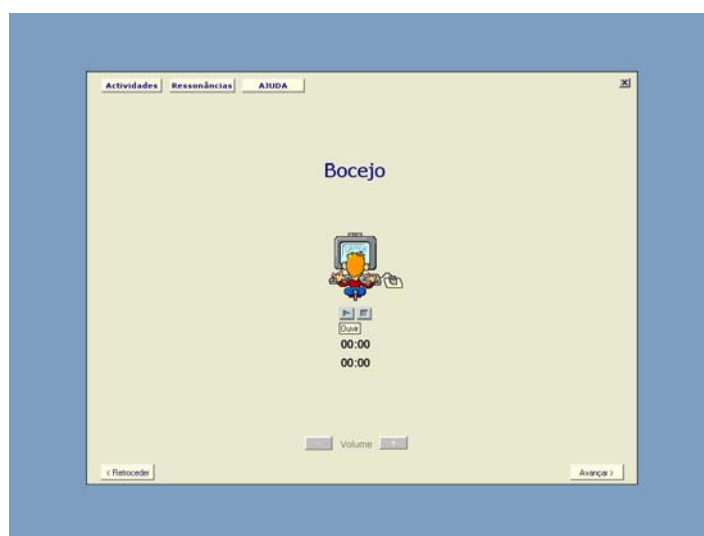 Actividades Ressonâncias AJUDA
Bocejo
Ouvir
00:00
00:00
Volume
< Retroceder Avançar >